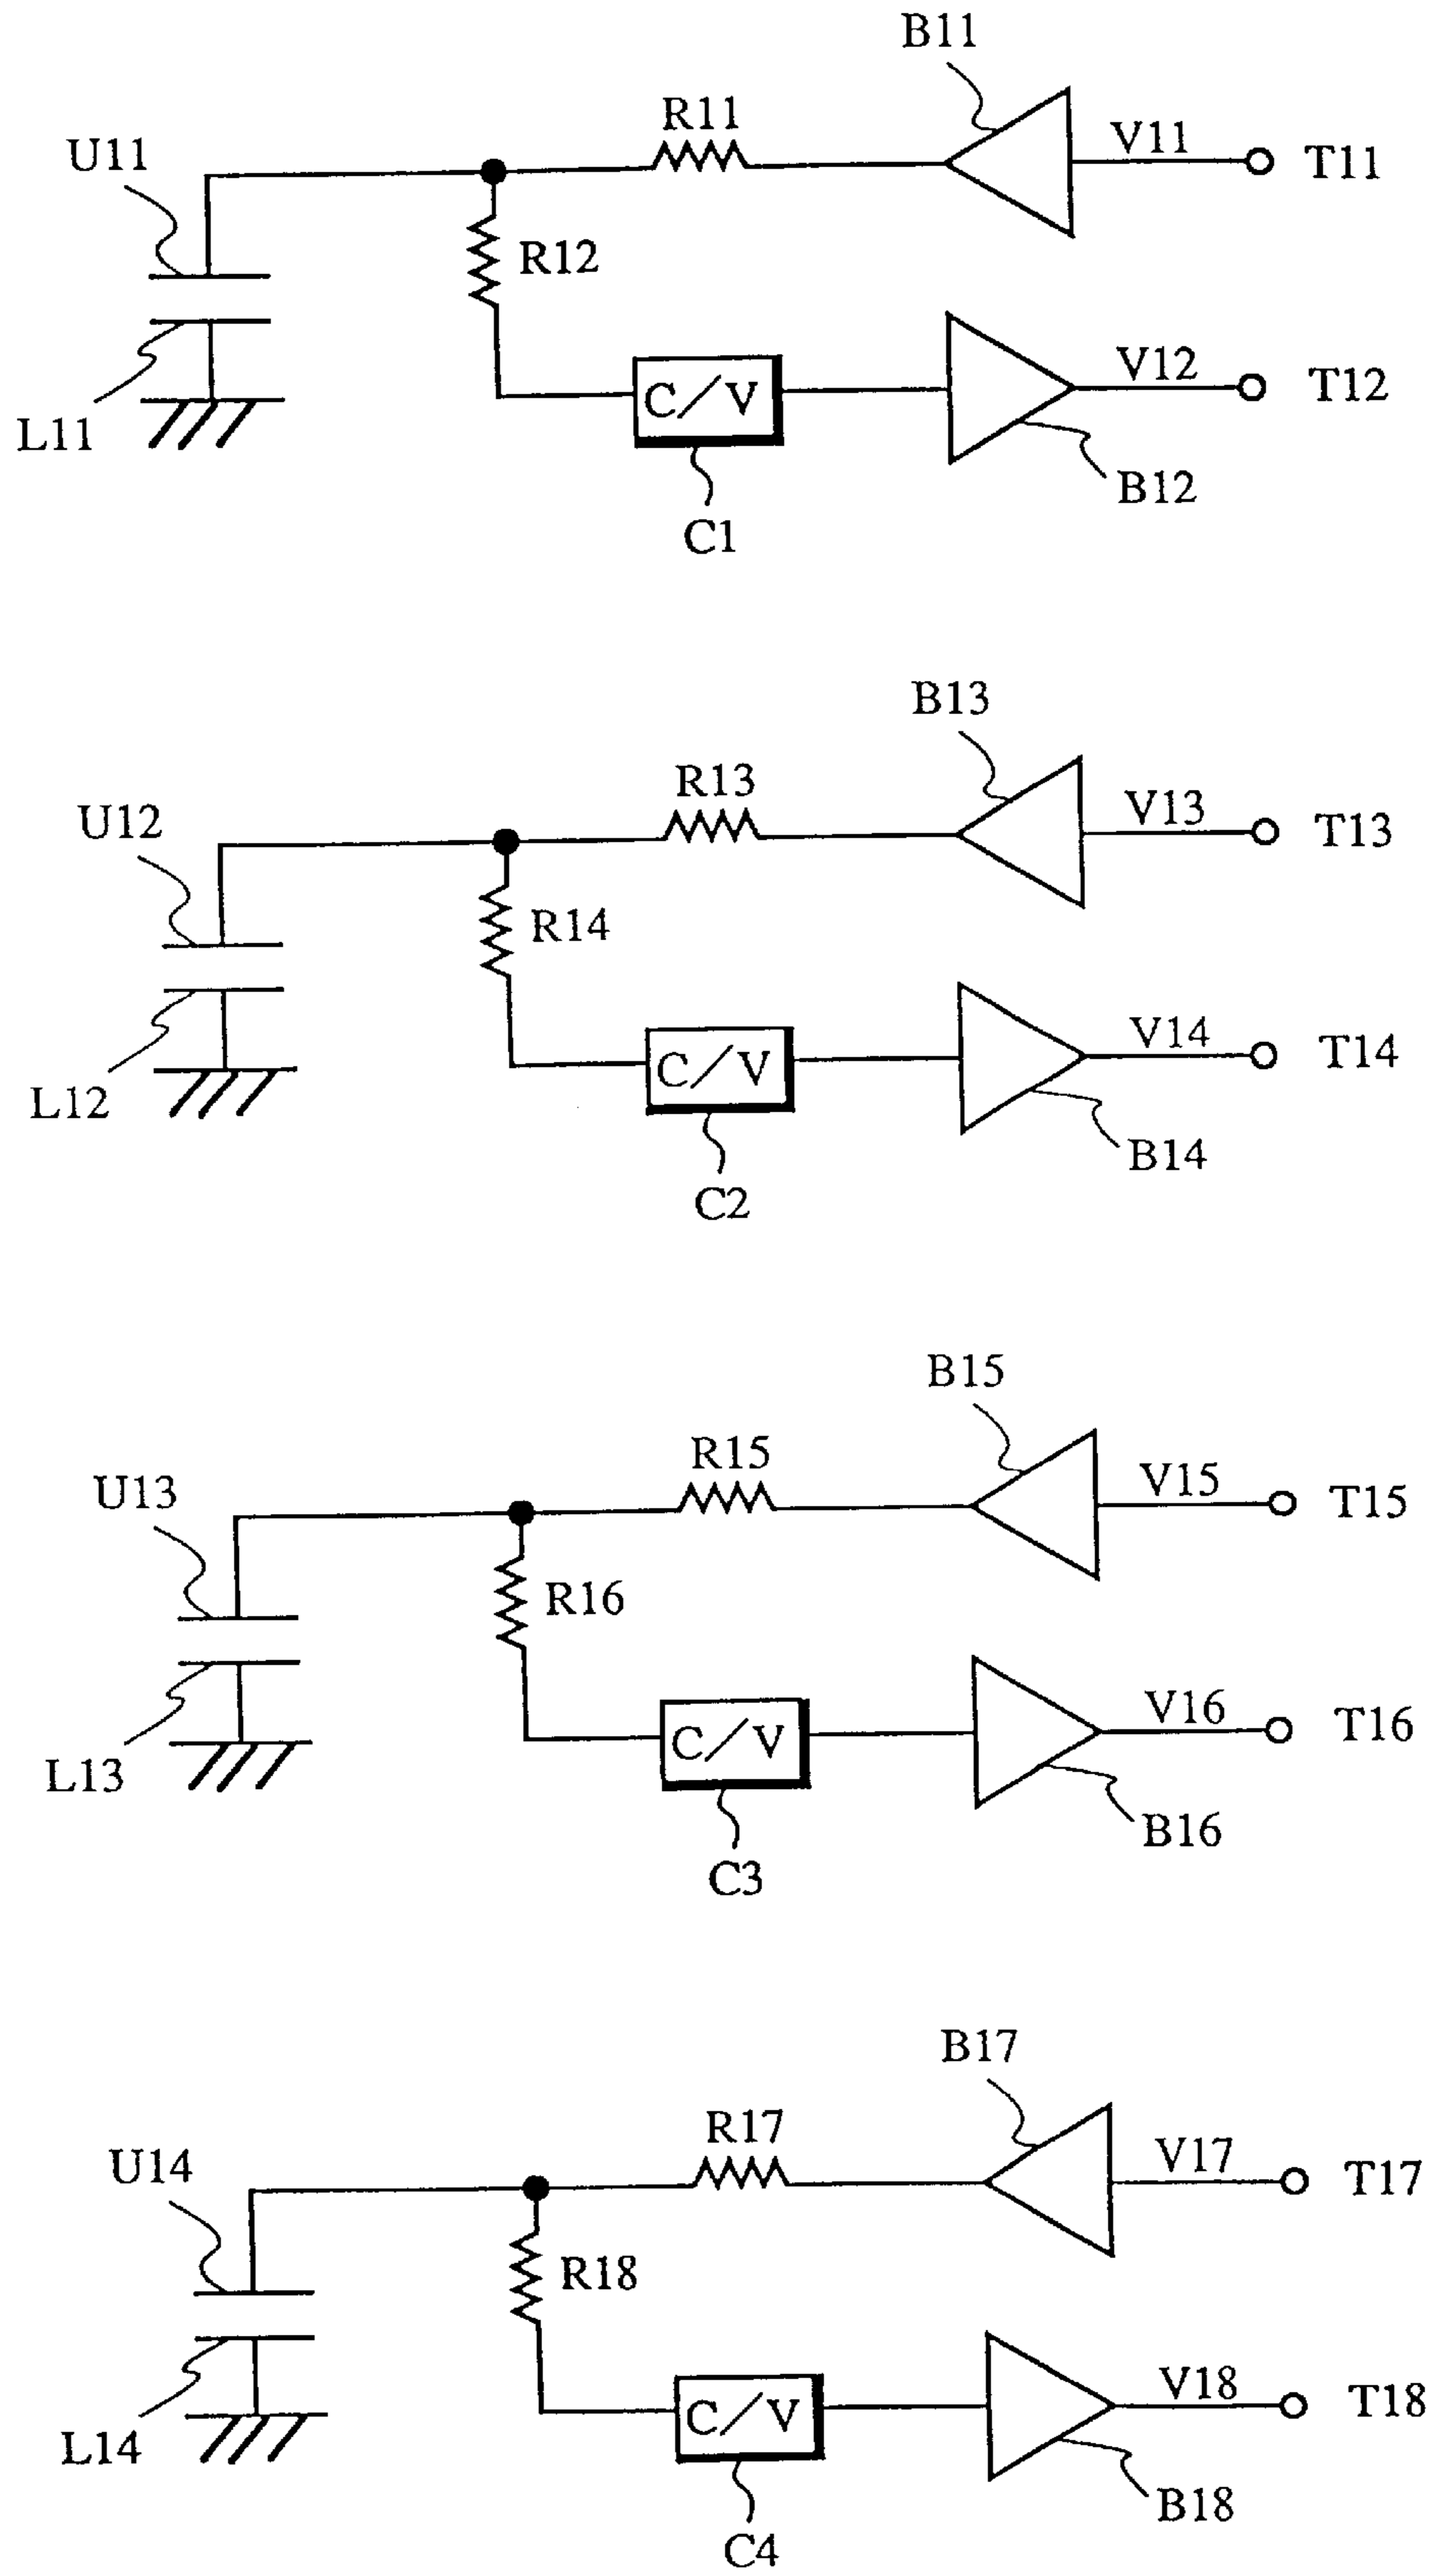 B11
R11
V11
T11
U11
R12
V12
T12
C/V
L11
B12
C1
B13
R13
V13
T13
U12
R14
V14
T14
C/V
L12
B14
C2
B15
R15
V15
T15
U13
R16
V16
T16
C/V
L13
B16
C3
B17
R17
V17
T17
U14
R18
V18
T18
C/V
L14
B18
C4